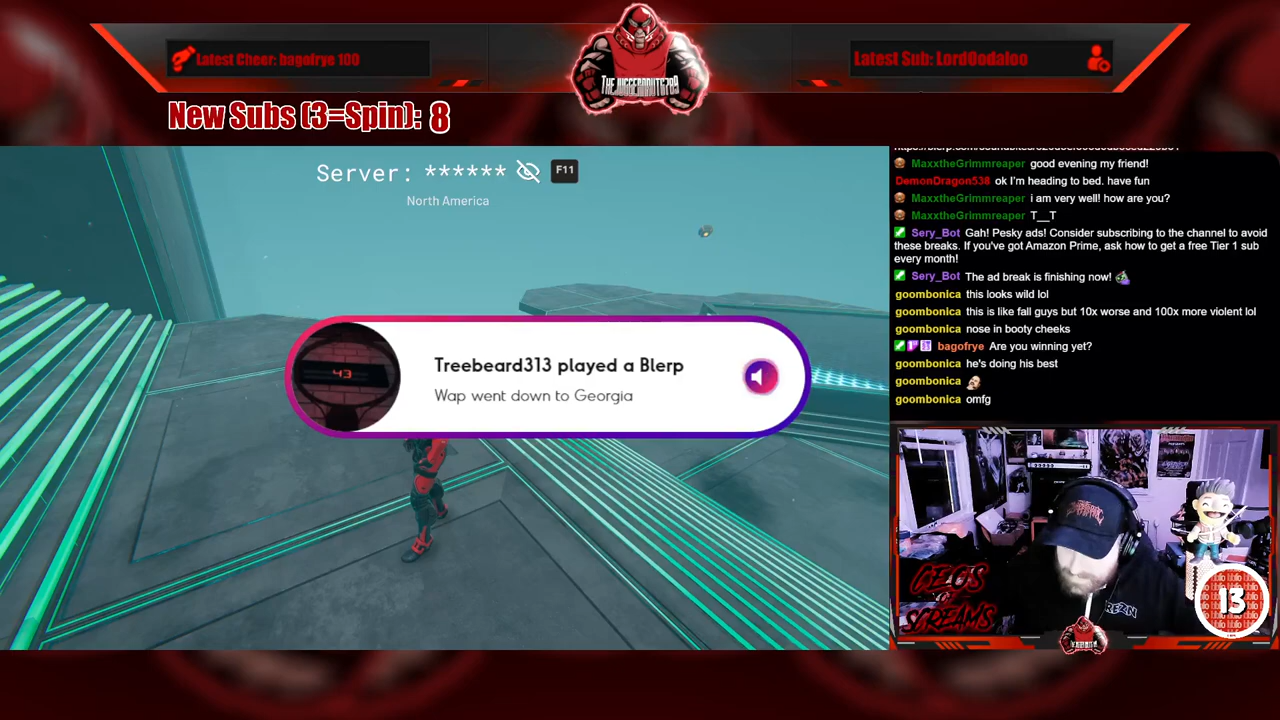 Latest Cheer: bagofrye 100
THEJUGGERNAUT6789
Latest Sub: LordOodaloo
New Subs (3=Spin): 8
Server: ******
F11
North America
43
Treebeard313 played a Blerp
Wap went down to Georgia
MaxxtheGrimmreaper good evening my friend!
DemonDragon538 ok I'm heading to bed. have fun
MaxxtheGrimmreaper i am very well! how are you?
MaxxtheGrimmreaper T__T
Sery_Bot Gah! Pesky ads! Consider subscribing to the channel to avoid
these breaks. If you've got Amazon Prime, ask how to get a free Tier 1 sub
every month!
Sery_Bot The ad break is finishing now!
goombonica this looks wild lol
goombonica this is like fall guys but 10x worse and 100x more violent lol
goombonica nose in booty cheeks
bagofrye Are you winning yet?
goombonica he's doing his best
goombonica
goombonica omfg
SCREAMS
REZN
13